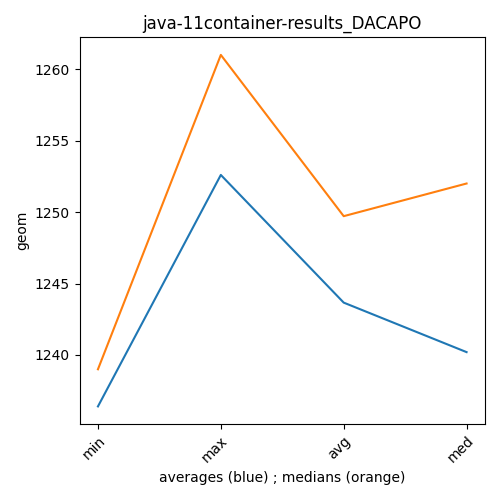 java-11container-results_DACAPO
1260
1255
1250
1245
1240
geom
min
max
avg
med
averages (blue) ; medians (orange)